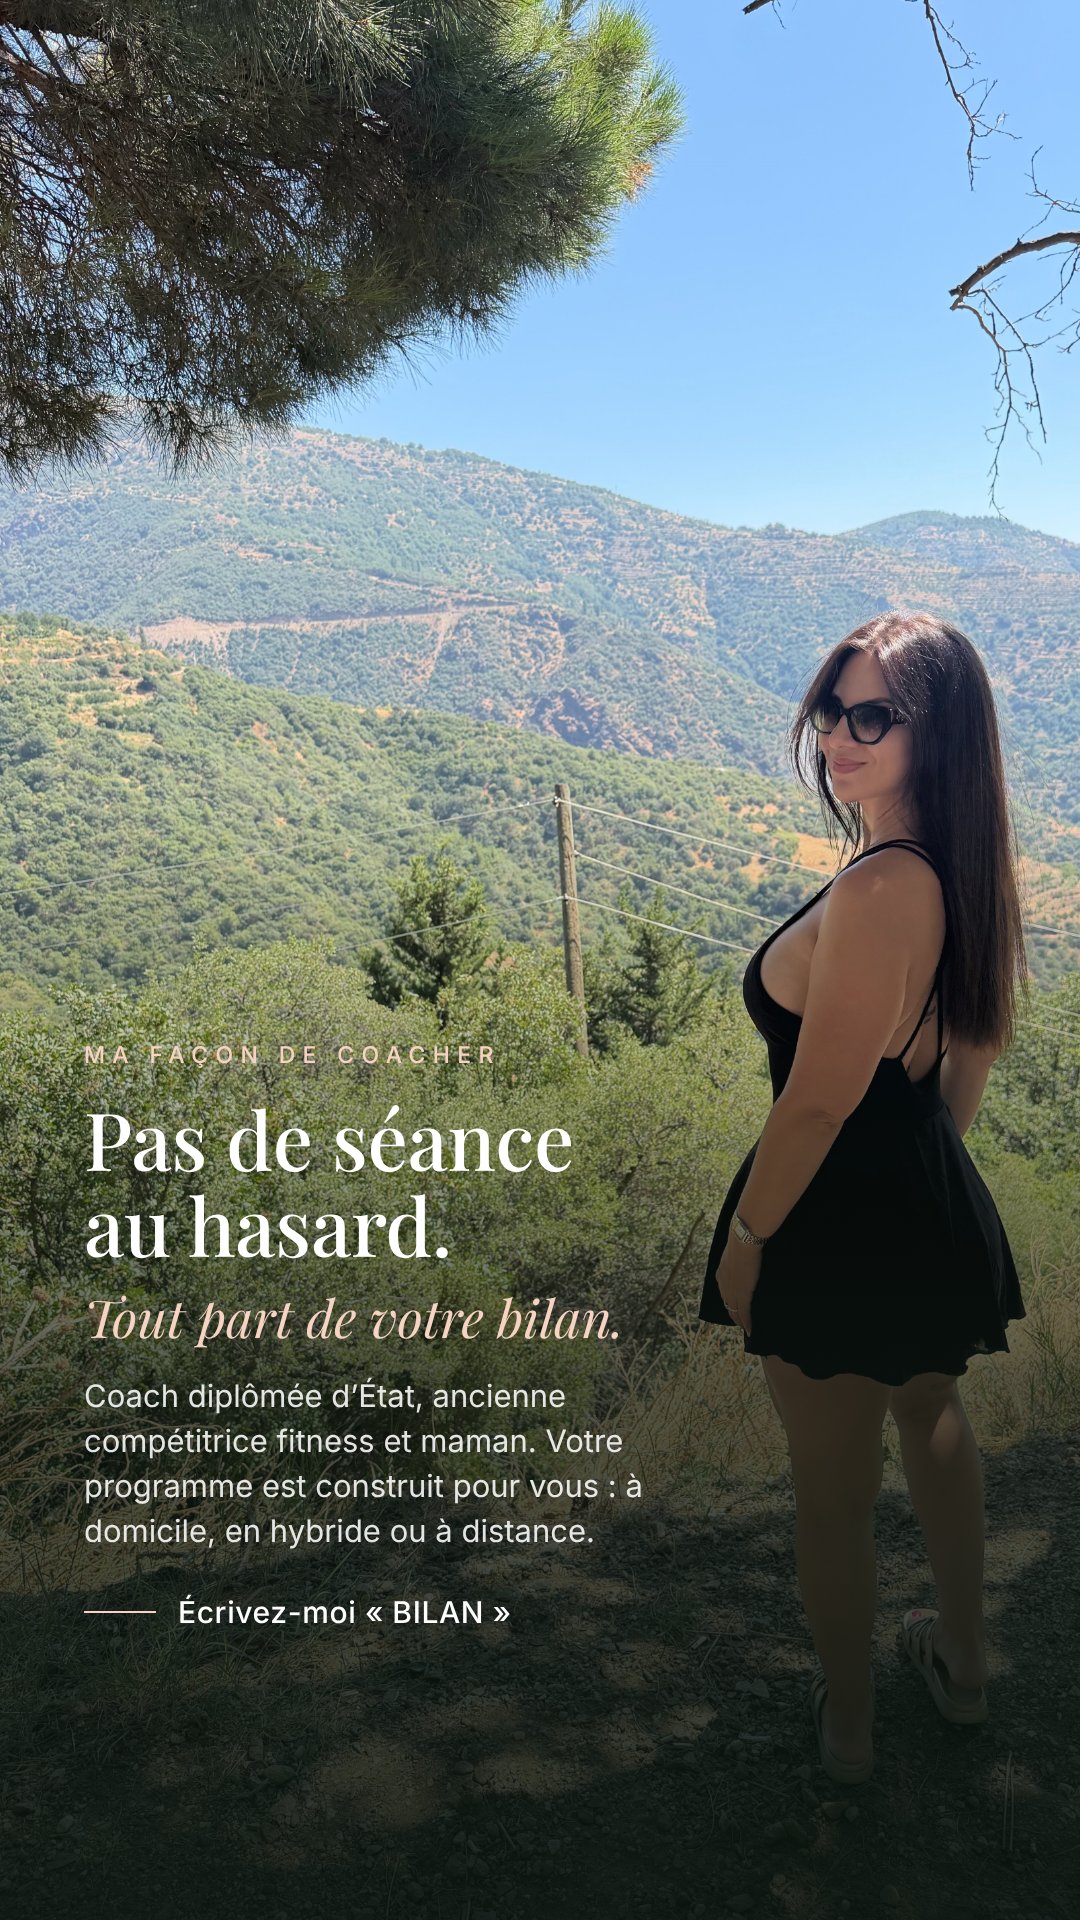 MA FAÇON DE COACHER
Pas de séance
au hasard.
Tout part de votre bilan.
Coach diplômée d’État, ancienne
compétitrice fitness et maman. Votre
programme est construit pour vous : à
domicile, en hybride ou à distance.
Écrivez-moi « BILAN »